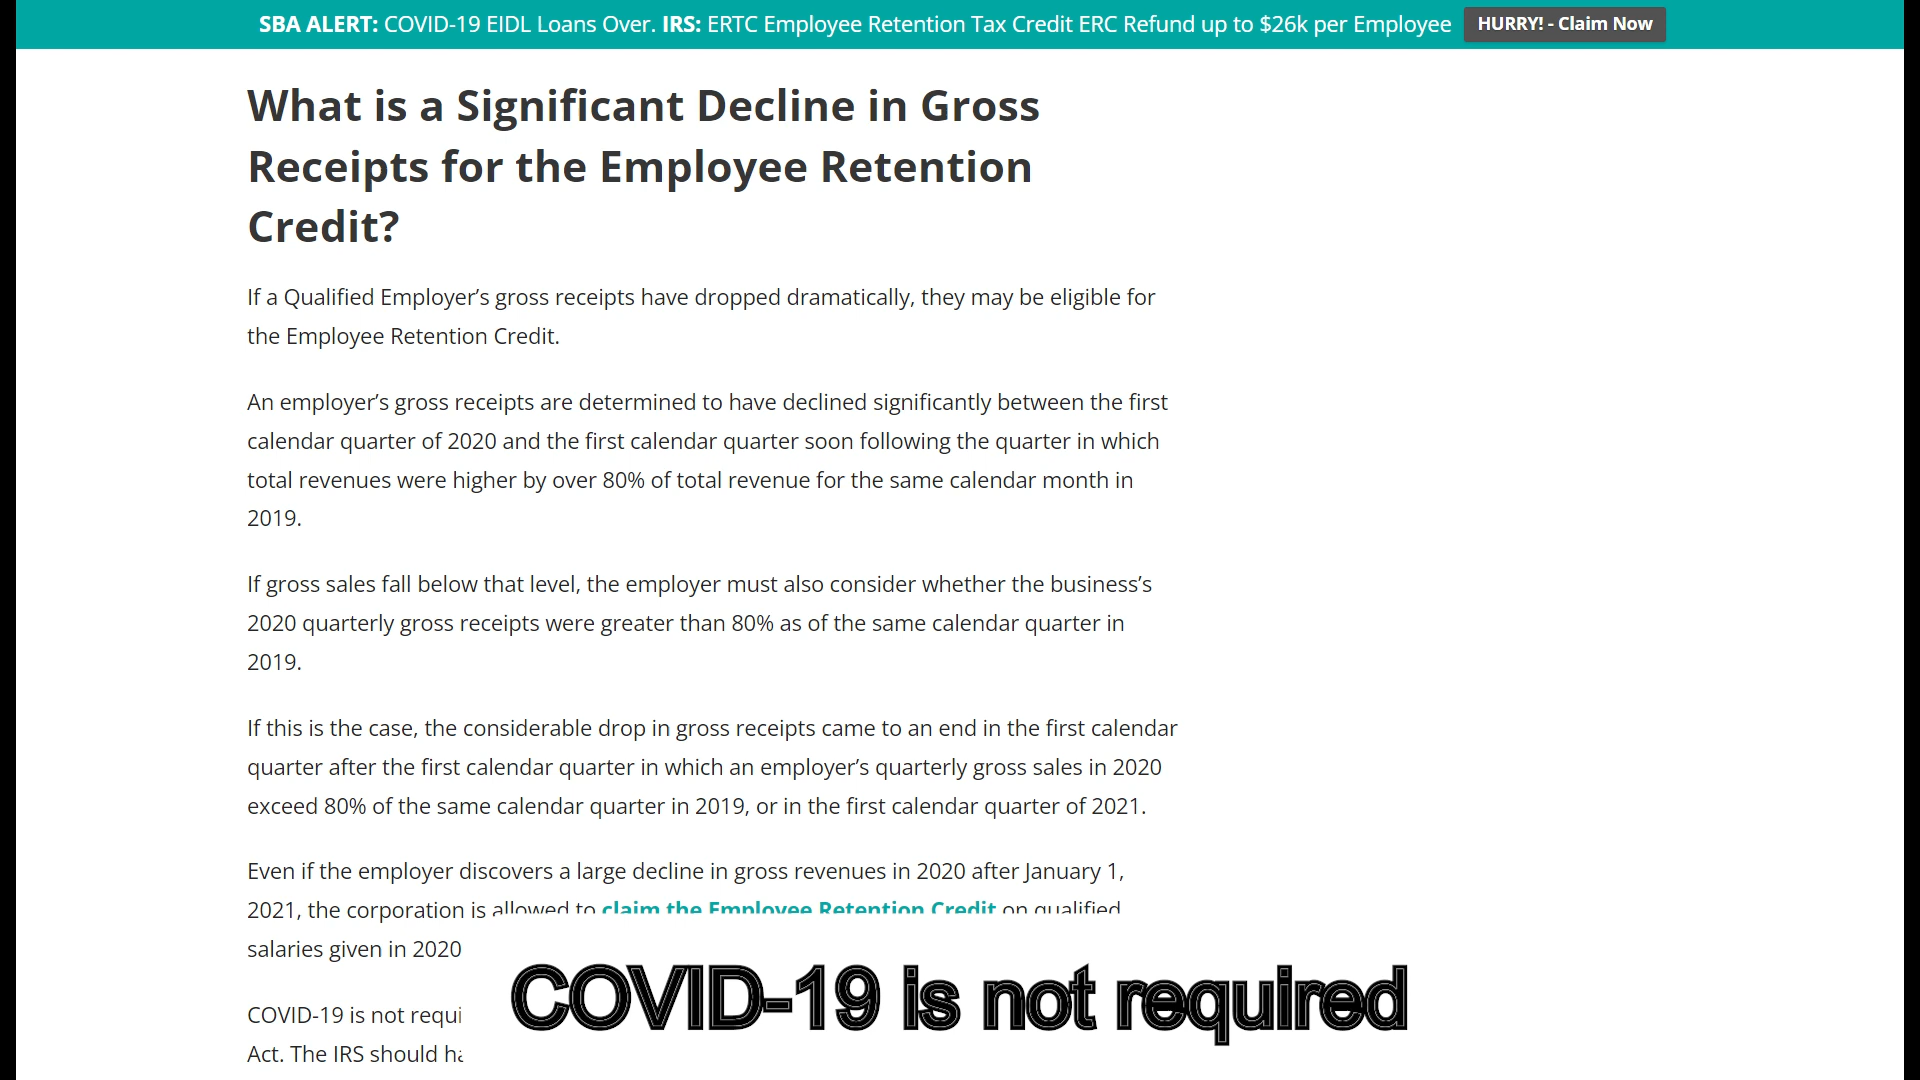 SBA ALERT: COVID-19 EIDL Loans Over. IRS: ERTC Employee Retention Tax Credit ERC Refund up to $26k per Employee HURRY! - Claim Now
What is a Significant Decline in Gross
Receipts for the Employee Retention
Credit?
If a Qualified Employer’s gross receipts have dropped dramatically, they may be eligible for
the Employee Retention Credit.
An employer’s gross receipts are determined to have declined significantly between the first
calendar quarter of 2020 and the first calendar quarter soon following the quarter in which
total revenues were higher by over 80% of total revenue for the same calendar month in
2019.
If gross sales fall below that level, the employer must also consider whether the business’s
2020 quarterly gross receipts were greater than 80% as of the same calendar quarter in
2019.
If this is the case, the considerable drop in gross receipts came to an end in the first calendar
quarter after the first calendar quarter in which an employer’s quarterly gross sales in 2020
exceed 80% of the same calendar quarter in 2019, or in the first calendar quarter of 2021.
Even if the employer discovers a large decline in gross revenues in 2020 after January 1,
2021, the corporation is allowed to claim the Employee Retention Credit on qualified
salaries given in 2020
COVID-19 is not requi
Act. The IRS should
COVID-19 is not required